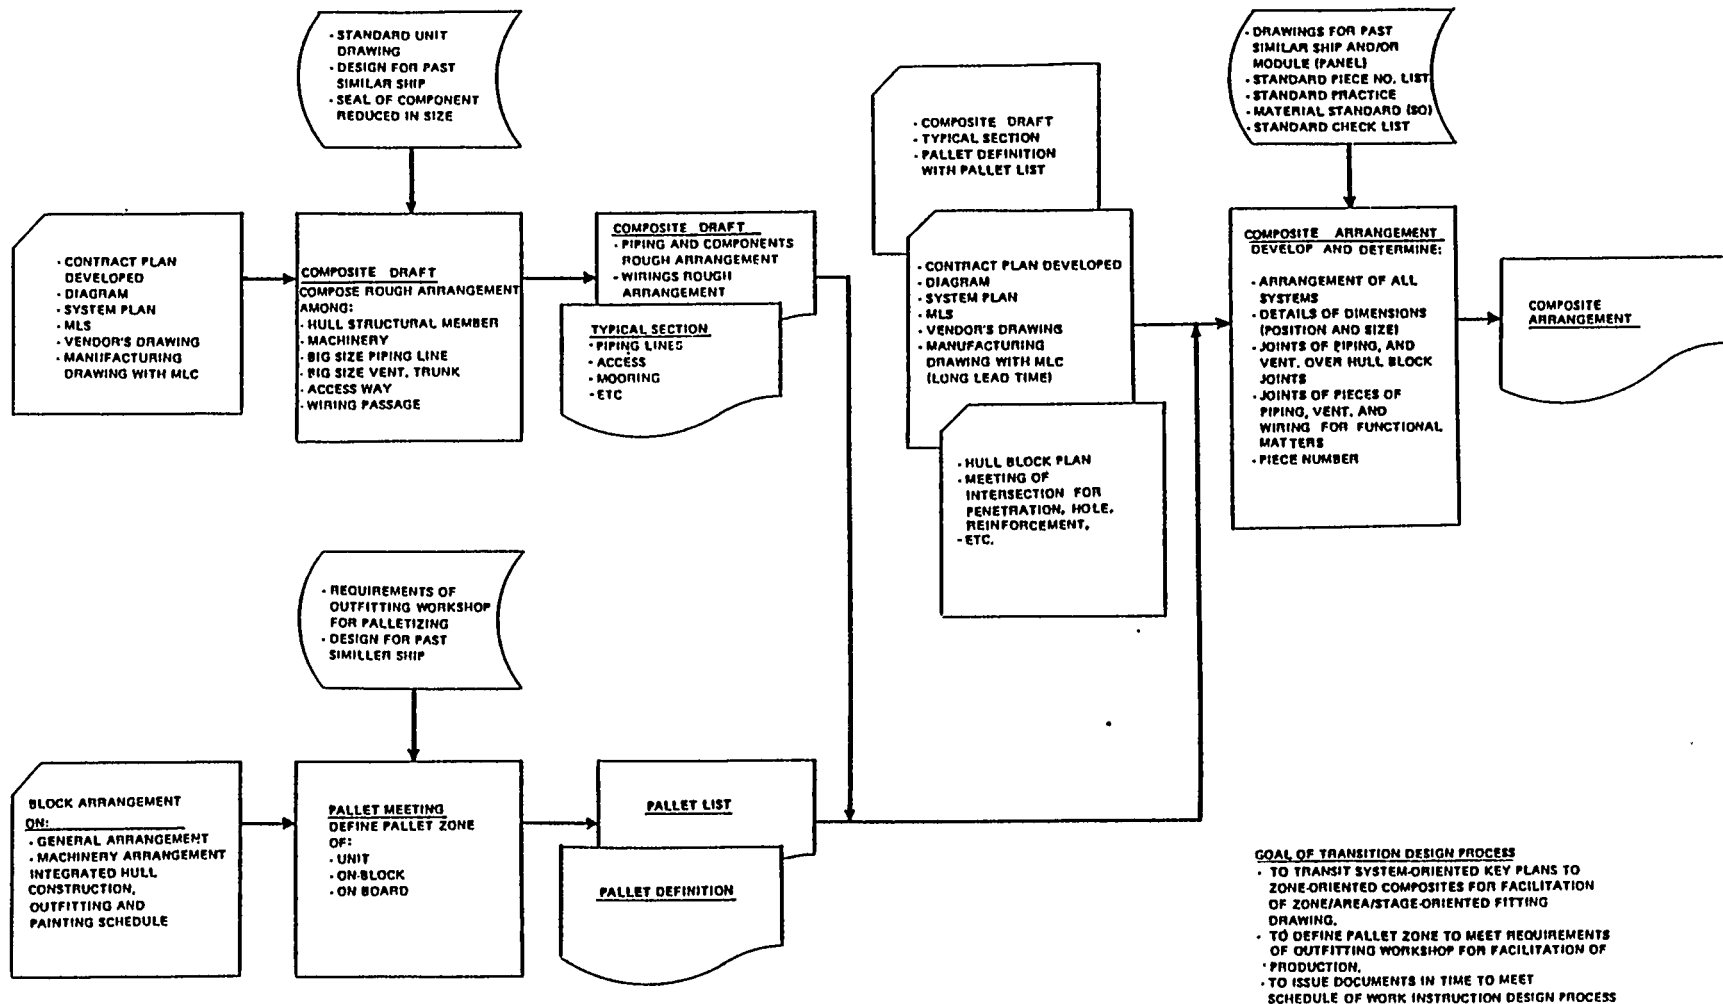 · STANDARD UNIT
DRAWING
· DESIGN FOR PAST
SIMILAR SHIP
· SEAL OF COMPONENT
REDUCED IN SIZE
· CONTRACT PLAN
DEVELOPED
· DIAGRAM
· SYSTEM PLAN
· MLS
· VENDOR'S DRAWING
· MANUFACTURING
DRAWING WITH MLC
COMPOSITE DRAFT
COMPOSE ROUGH ARRANGEMENT
AMONG:
· HULL STRUCTURAL MEMBER
· MACHINERY
· BIG SIZE PIPING LINE
· BIG SIZE VENT, TRUNK
· ACCESS WAY
· WIRING PASSAGE
COMPOSITE DRAFT
· PIPING AND COMPONENTS
ROUGH ARRANGEMENT
· WIRINGS ROUGH
ARRANGEMENT
TYPICAL SECTION
· PIPING LINES
· ACCESS
· MOORING
· ETC
· COMPOSITE DRAFT
· TYPICAL SECTION
· PALLET DEFINITION
WITH PALLET LIST
· CONTRACT PLAN DEVELOPED
· DIAGRAM
· SYSTEM PLAN
· MLS
· VENDOR'S DRAWING
· MANUFACTURING
DRAWING WITH MLC
(LONG LEAD TIME)
· HULL BLOCK PLAN
· MEETING OF
INTERSECTION FOR
PENETRATION, HOLE,
REINFORCEMENT,
· ETC.
· DRAWINGS FOR PAST
SIMILAR SHIP AND/OR
MODULE (PANEL)
· STANDARD PIECE NO. LIST
· STANDARD PRACTICE
· MATERIAL STANDARD (SO)
· STANDARD CHECK LIST
COMPOSITE ARRANGEMENT
DEVELOP AND DETERMINE:
· ARRANGEMENT OF ALL
SYSTEMS
· DETAILS OF DIMENSIONS
(POSITION AND SIZE)
· JOINTS OF PIPING, AND
VENT. OVER HULL BLOCK
JOINTS
· JOINTS OF PIECES OF
PIPING, VENT. AND
WIRING FOR FUNCTIONAL
MATTERS
· PIECE NUMBER
COMPOSITE
ARRANGEMENT
· REQUIREMENTS OF
OUTFITTING WORKSHOP
FOR PALLETIZING
· DESIGN FOR PAST
SIMILLER SHIP
BLOCK ARRANGEMENT
ON:
· GENERAL ARRANGEMENT
· MACHINERY ARRANGEMENT
INTEGRATED HULL
CONSTRUCTION,
OUTFITTING AND
PAINTING SCHEDULE
PALLET MEETING
DEFINE PALLET ZONE
OF:
· UNIT
· ON-BLOCK
· ON BOARD
PALLET LIST
PALLET DEFINITION
GOAL OF TRANSITION DESIGN PROCESS
· TO TRANSIT SYSTEM-ORIENTED KEY PLANS TO
ZONE-ORIENTED COMPOSITES FOR FACILITATION
OF ZONE/AREA/STAGE-ORIENTED FITTING
DRAWING.
· TO DEFINE PALLET ZONE TO MEET REQUIREMENTS
OF OUTFITTING WORKSHOP FOR FACILITATION OF
PRODUCTION.
· TO ISSUE DOCUMENTS IN TIME TO MEET
SCHEDULE OF WORK INSTRUCTION DESIGN PROCESS